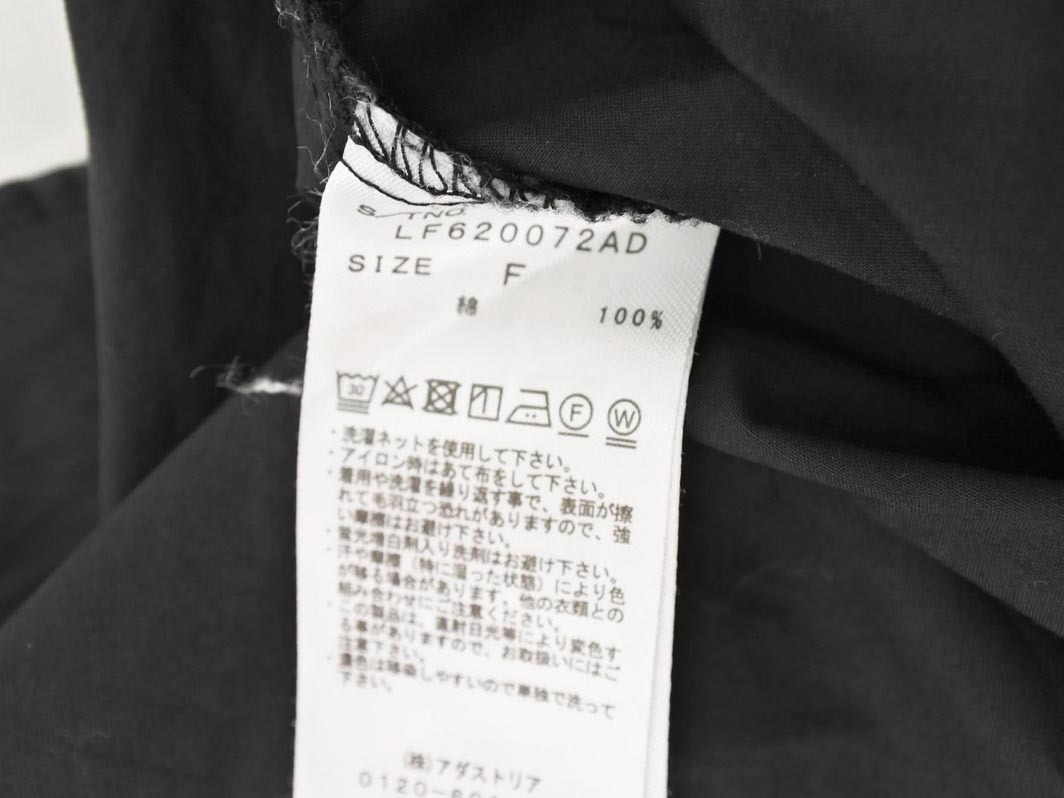 S/TNO.
LF620072AD
SIZE F
綿 100%
30
F W
・洗濯ネットを使用して下さい。
・アイロン時はあて布をして下さい。
・着用や洗濯を繰り返す事で、表面が擦
れて毛羽立つ恐れがありますので、強
い摩擦はお避け下さい。
・蛍光増白剤入り洗剤はお避け下さい。
・汗や摩擦（特に湿った状態）により色
が移る場合があります。他の衣類との
組み合わせにご注意ください。
・この製品は、直射日光等により変色す
る事がありますので、お取扱いにはご
注意下さい。
・濃色は移染しやすいので単独で洗って
下さい。
(株)アダストリア
0120-601